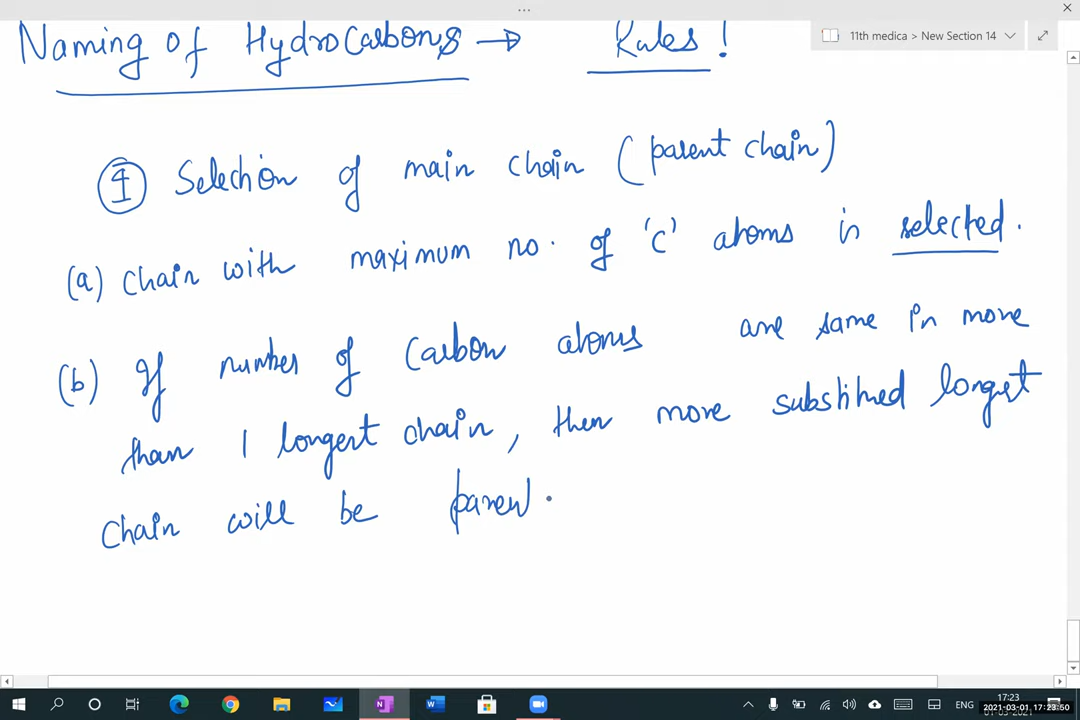 Naming of Hydrocarbons → Rules!
11th medica > New Section 14
① Selection of main chain (parent chain)
(a) chain with maximum no. of 'c' atoms is selected.
(b) If number of Carbon atoms are same in more
than 1 longest chain, then more substituted longest
chain will be paren
ENG
17:23
2021-03-01 17:23:50